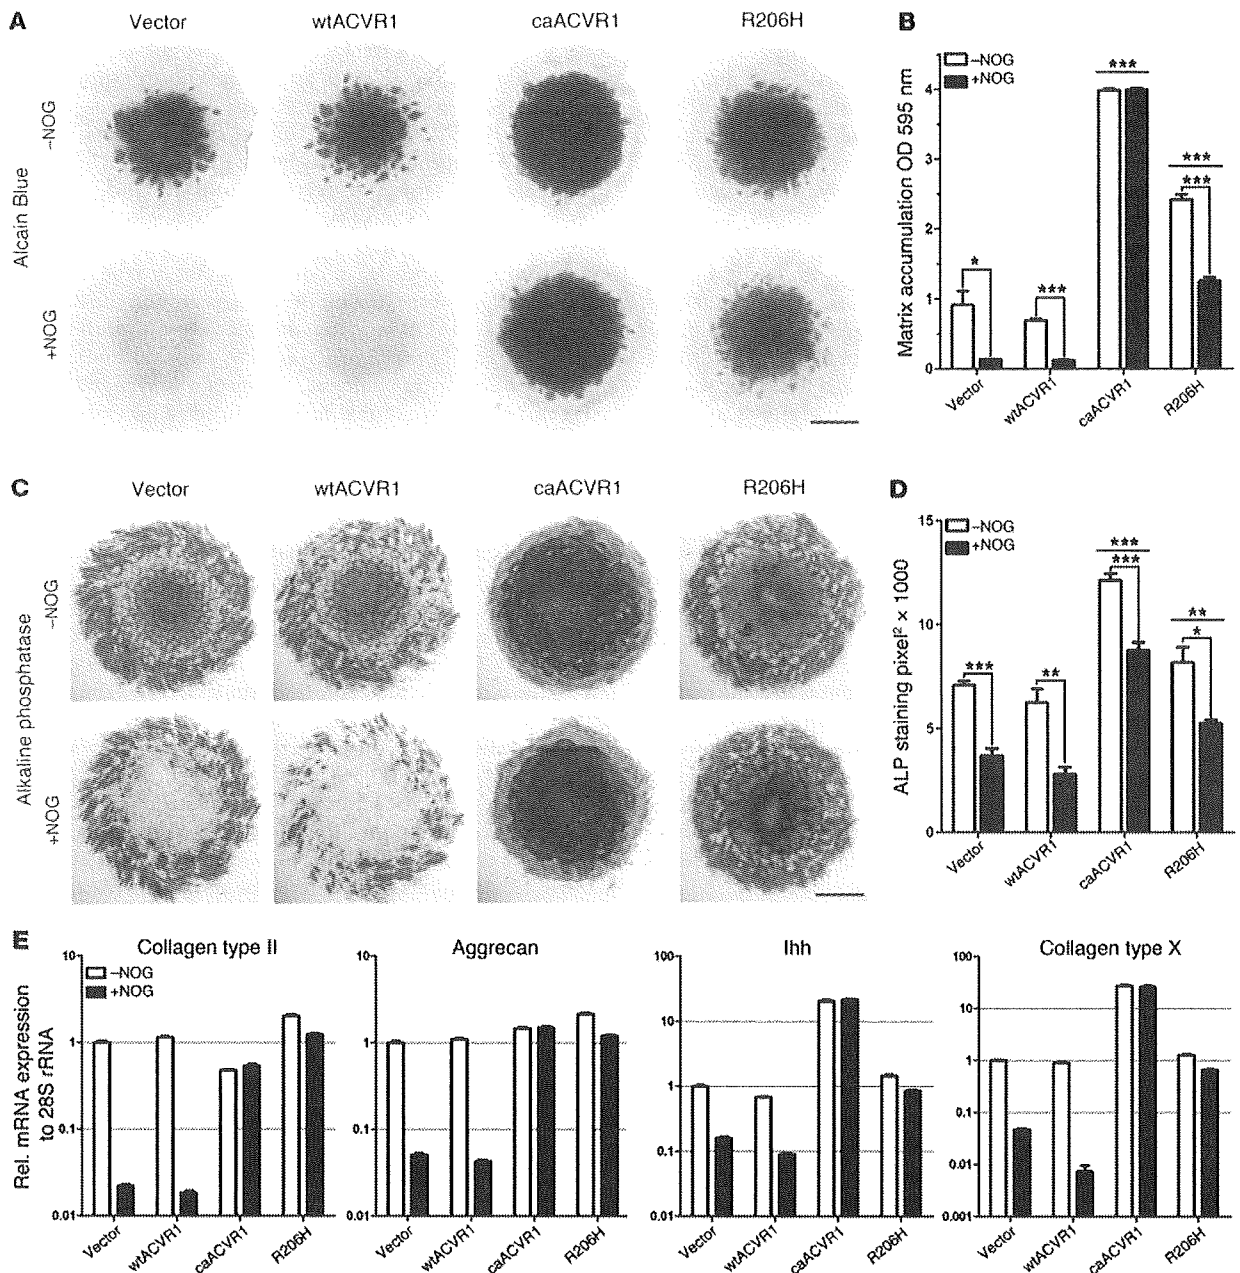 A
Vector
wtACVR1
caACVR1
R206H
Alcain Blue
–NOG
+NOG
B
–NOG
+NOG
Matrix accumulation OD 595 nm
4
3
2
1
0
*
***
***
***
***
Vector
wtACVR1
caACVR1
R206H
C
Vector
wtACVR1
caACVR1
R206H
Alkaline phosphatase
–NOG
+NOG
D
–NOG
+NOG
ALP staining pixel² × 1000
15
10
5
0
***
**
***
***
**
*
Vector
wtACVR1
caACVR1
R206H
E
Rel. mRNA expression
to 28S rRNA
Collagen type II
–NOG
+NOG
10
1
0.1
0.01
Vector
wtACVR1
caACVR1
R206H
Aggrecan
10
1
0.1
0.01
Vector
wtACVR1
caACVR1
R206H
Ihh
100
10
1
0.1
0.01
Vector
wtACVR1
caACVR1
R206H
Collagen type X
100
10
1
0.1
0.01
0.001
Vector
wtACVR1
caACVR1
R206H